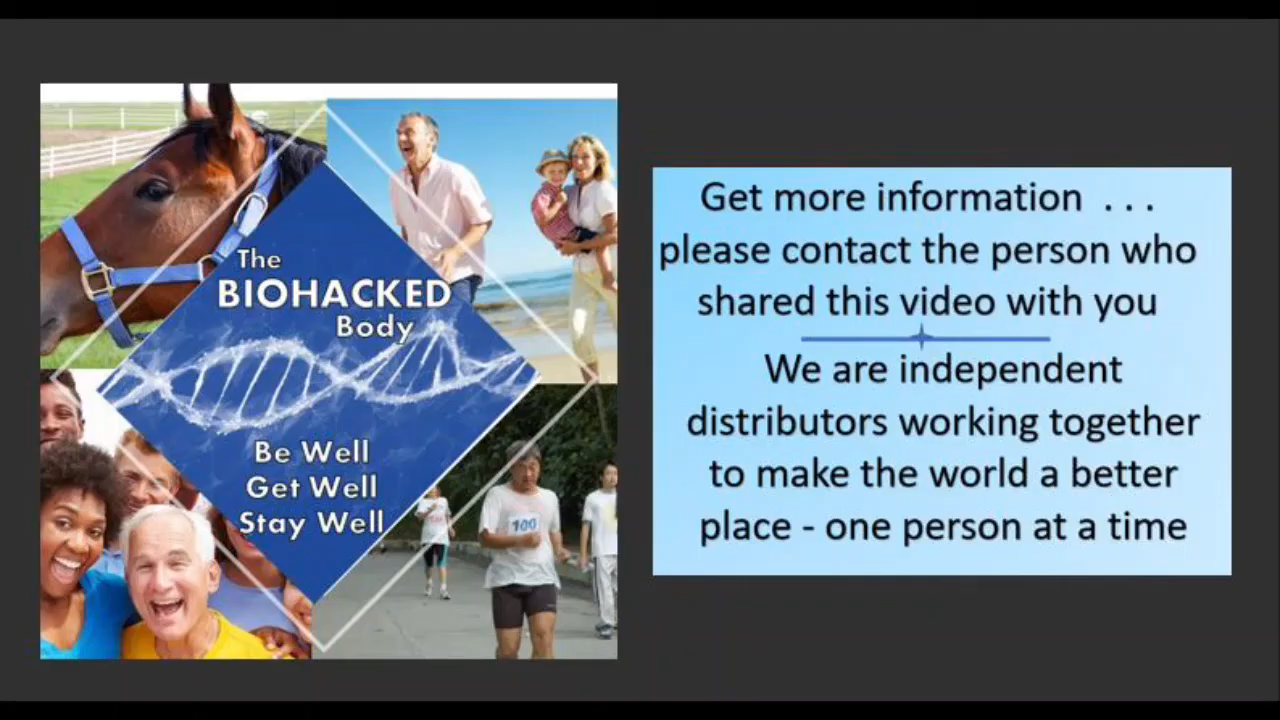 The
BIOHACKED
Body
Be Well
Get Well
Stay Well
100
Get more information . . .
please contact the person who
shared this video with you
We are independent
distributors working together
to make the world a better
place - one person at a time